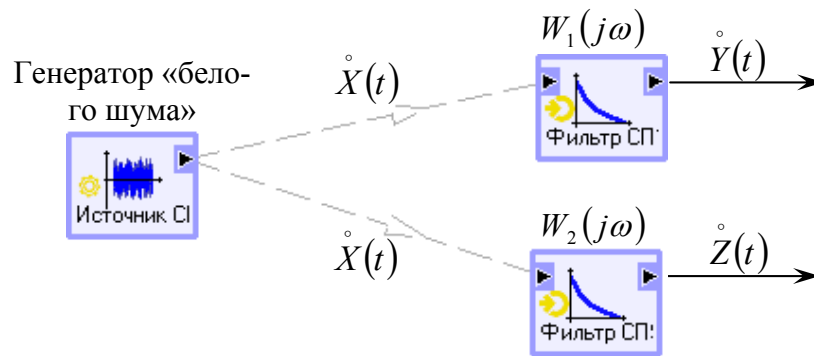 W₁(jω)
Генератор «бело-
го шума»
X̊(t)
Y̊(t)
Фильтр СП
Источник СІ
W₂(jω)
X̊(t)
Z̊(t)
Фильтр СП